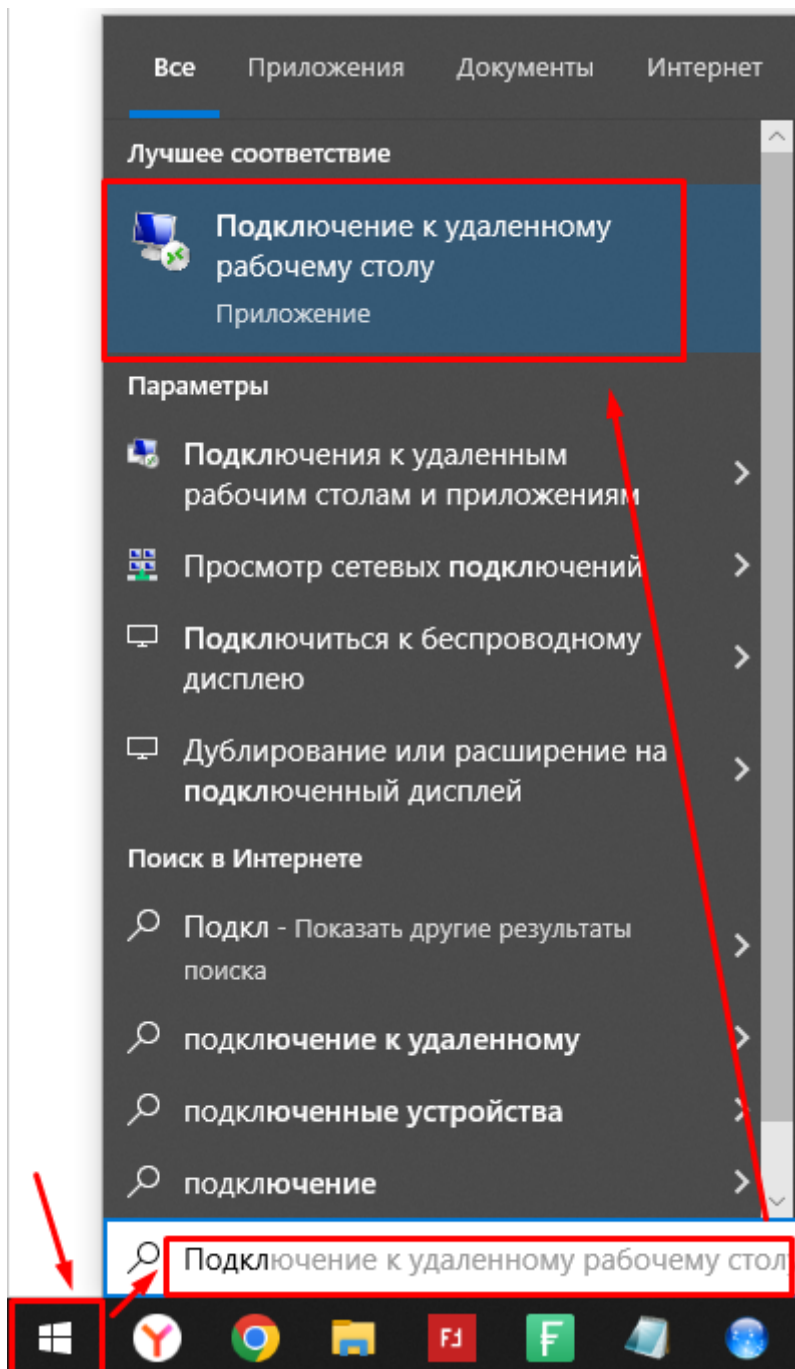 Все Приложения Документы Интернет
Лучшее соответствие
Подключение к удаленному
рабочему столу
Приложение
Параметры
Подключения к удаленным
рабочим столам и приложениям
Просмотр сетевых подключений
Подключиться к беспроводному
дисплею
Дублирование или расширение на
подключенный дисплей
Поиск в Интернете
Подкл - Показать другие результаты
поиска
подключение к удаленному
подключенные устройства
подключение
Подключение к удаленному рабочему стол